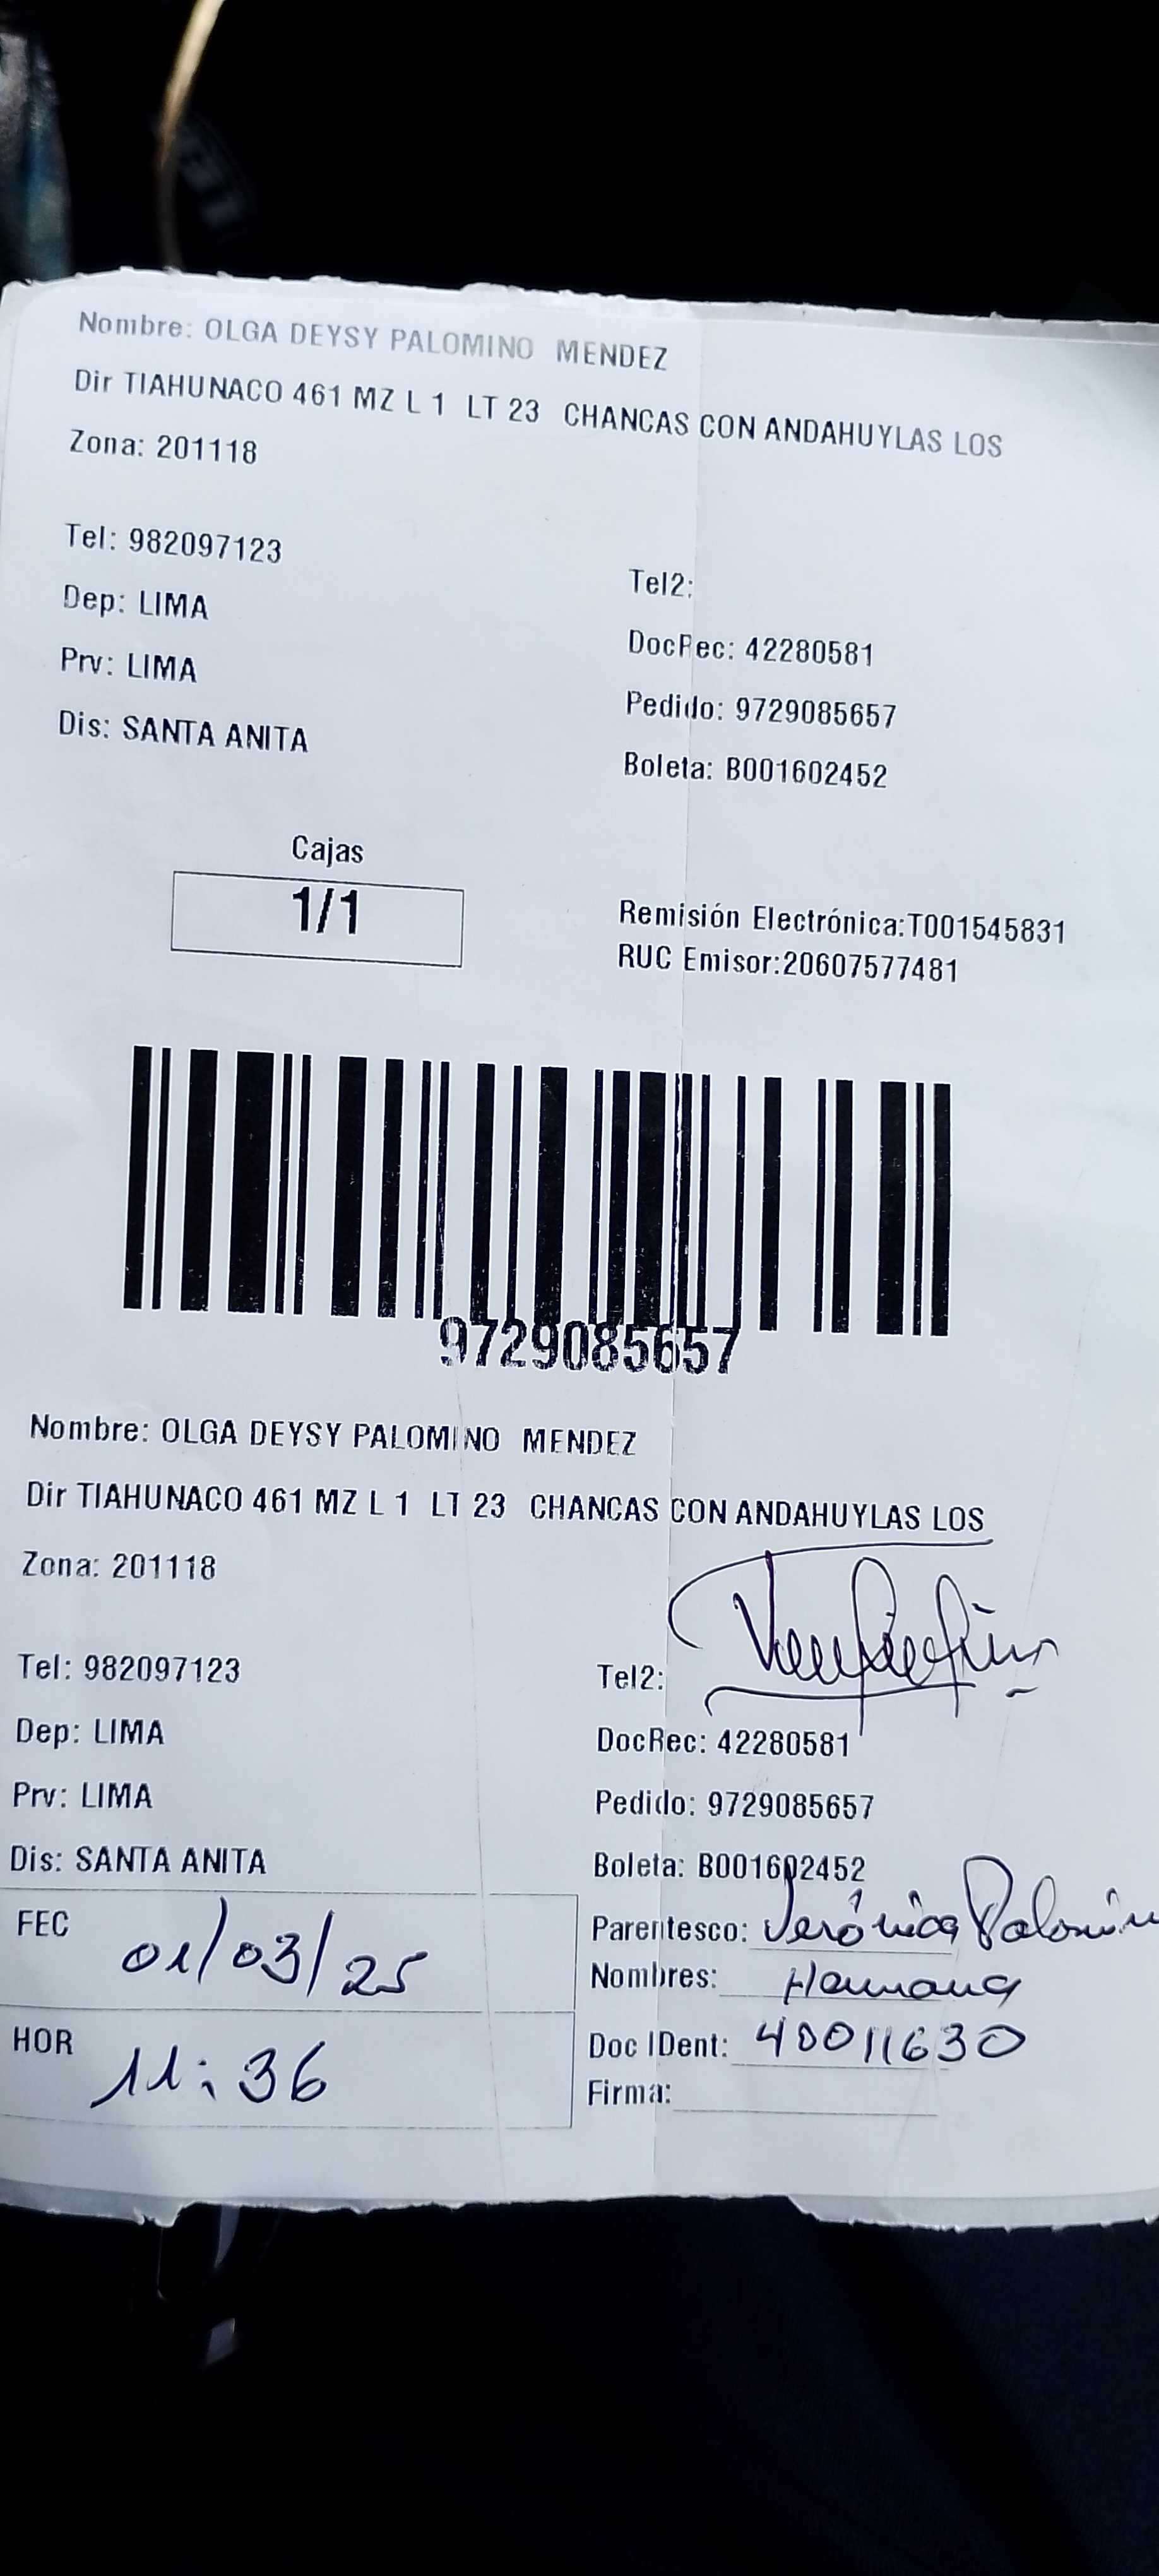 Nombre: OLGA DEYSY PALOMINO MENDEZ
Dir TIAHUNACO 461 MZ L 1 LT 23 CHANCAS CON ANDAHUYLAS LOS
Zona: 201118
Tel: 982097123
Tel2:
Dep: LIMA
DocRec: 42280581
Prv: LIMA
Pedido: 9729085657
Dis: SANTA ANITA
Boleta: B001602452
Cajas
1/1
Remisión Electrónica:T001545831
RUC Emisor:20607577481
9729085657
Nombre: OLGA DEYSY PALOMINO MENDEZ
Dir TIAHUNACO 461 MZ L 1 LT 23 CHANCAS CON ANDAHUYLAS LOS
Zona: 201118
Tel: 982097123
Tel2:
Dep: LIMA
DocRec: 42280581
Prv: LIMA
Pedido: 9729085657
Dis: SANTA ANITA
Boleta: B001602452
FEC 01/03/25
Parentesco: Verónica Palomin
Nombres: Hermana
HOR 11:36
Doc IDent: 40011630
Firma: